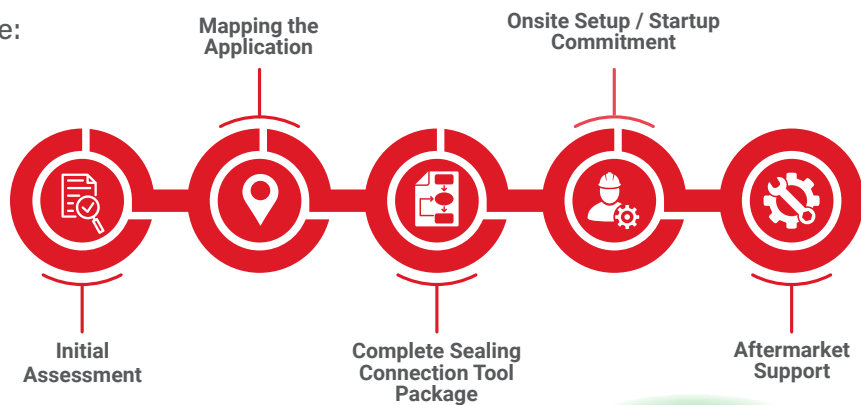 e:
Mapping the
Application
Onsite Setup / Startup
Commitment
Initial
Assessment
Complete Sealing
Connection Tool
Package
Aftermarket
Support